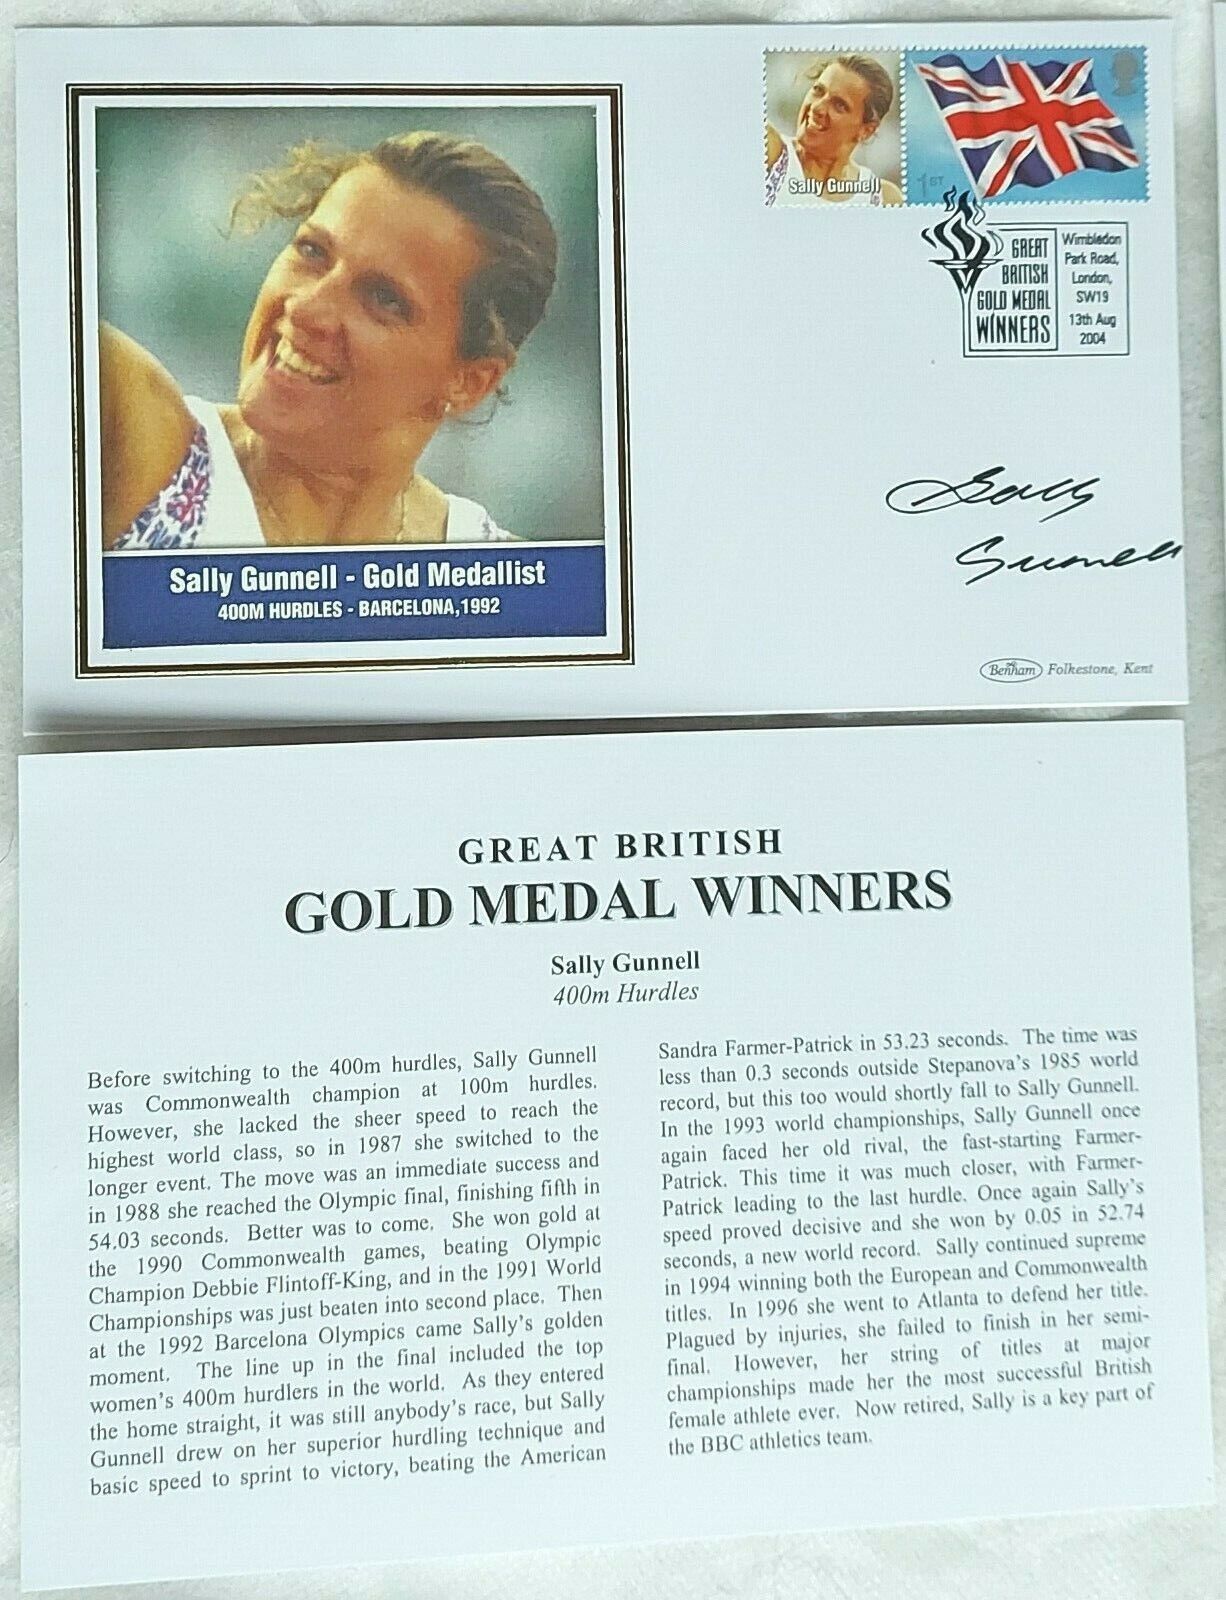 Sally Gunnell
1ST
GREAT
BRITISH
GOLD MEDAL
WINNERS
Wimbledon
Park Road,
London,
SW19
13th Aug
2004
Sally
Gunnell
Sally Gunnell - Gold Medallist
400M HURDLES - BARCELONA,1992
Benham Folkestone, Kent
GREAT BRITISH
GOLD MEDAL WINNERS
Sally Gunnell
400m Hurdles
Before switching to the 400m hurdles, Sally Gunnell
was Commonwealth champion at 100m hurdles.
However, she lacked the sheer speed to reach the
highest world class, so in 1987 she switched to the
longer event. The move was an immediate success and
in 1988 she reached the Olympic final, finishing fifth in
54.03 seconds. Better was to come. She won gold at
the 1990 Commonwealth games, beating Olympic
Champion Debbie Flintoff-King, and in the 1991 World
Championships was just beaten into second place. Then
at the 1992 Barcelona Olympics came Sally's golden
moment. The line up in the final included the top
women's 400m hurdlers in the world. As they entered
the home straight, it was still anybody's race, but Sally
Gunnell drew on her superior hurdling technique and
basic speed to sprint to victory, beating the American
Sandra Farmer-Patrick in 53.23 seconds. The time was
less than 0.3 seconds outside Stepanova's 1985 world
record, but this too would shortly fall to Sally Gunnell.
In the 1993 world championships, Sally Gunnell once
again faced her old rival, the fast-starting Farmer-
Patrick. This time it was much closer, with Farmer-
Patrick leading to the last hurdle. Once again Sally's
speed proved decisive and she won by 0.05 in 52.74
seconds, a new world record. Sally continued supreme
in 1994 winning both the European and Commonwealth
titles. In 1996 she went to Atlanta to defend her title.
Plagued by injuries, she failed to finish in her semi-
final. However, her string of titles at major
championships made her the most successful British
female athlete ever. Now retired, Sally is a key part of
the BBC athletics team.